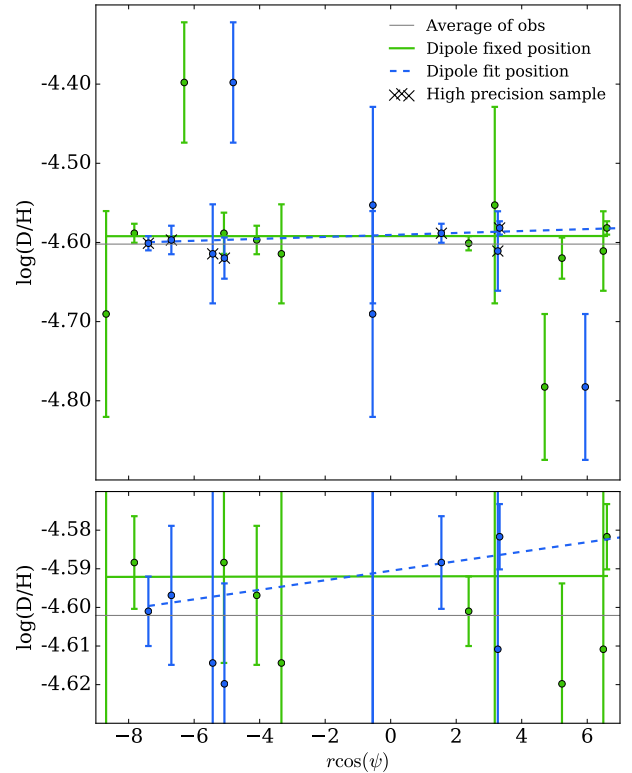 Average of obs
Dipole fixed position
Dipole fit position
High precision sample
-4.40
-4.50
-4.60
-4.70
-4.80
log(D/H)
-4.58
-4.59
-4.60
-4.61
-4.62
log(D/H)
−8 −6 −4 −2 0 2 4 6
rcos(ψ)